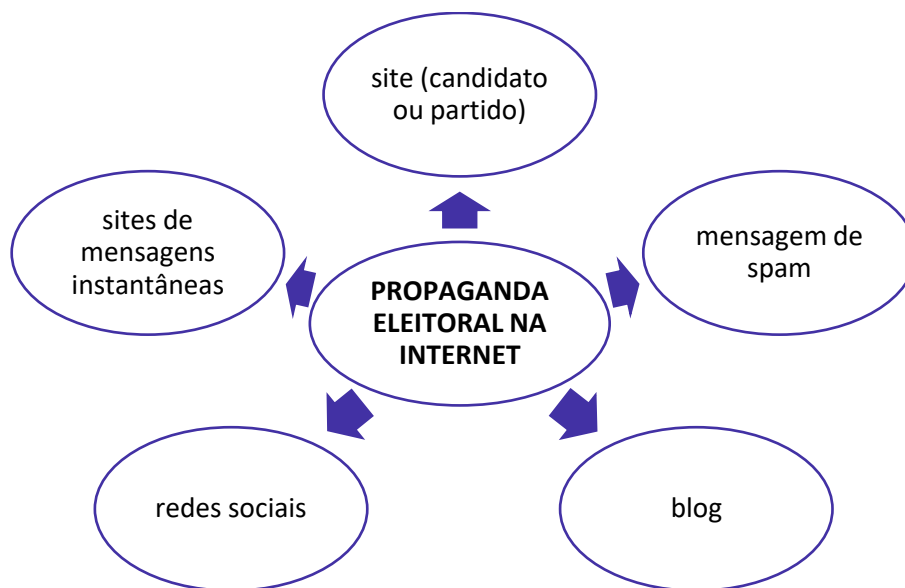 site (candidato
ou partido)
sites de
mensagens
instantâneas
mensagem de
spam
PROPAGANDA
ELEITORAL NA
INTERNET
redes sociais
blog